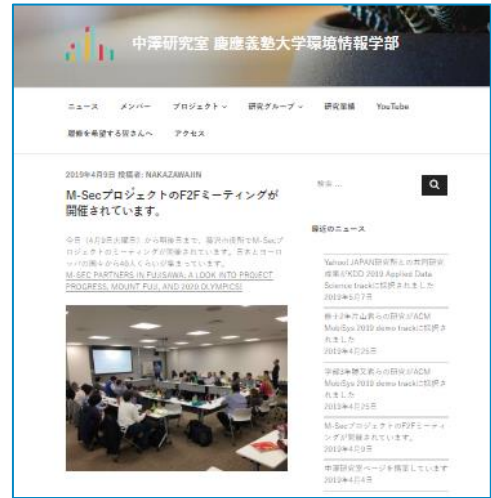 中澤研究室 慶應義塾大学環境情報学部
ニュース メンバー プロジェクト 研究グループ 研究業績 YouTube
履修を希望する皆さんへ アクセス
2019年4月9日 投稿者: NAKAZAWAJIN
M-SecプロジェクトのF2Fミーティングが
開催されています。
今日（4月9日火曜日）から明後日まで、藤沢の役所でM-Secプ
ロジェクトのミーティングが開催されています。日本とヨーロ
ッパの国々から40人くらいが集まっています。
M-SEC PARTNERS IN FUJISAWA: A LOOK INTO PROJECT
PROGRESS, MOUNT FUJI, AND 2020 OLYMPICS!
検索 ...
最近のニュース
Yahoo! JAPAN研究所との共同研究
成果がKDD 2019 Applied Data
Science trackに採択されました
2019年6月7日
修士2年片山君らの研究がACM
MobiSys 2019 demo trackに採択さ
れました
2019年4月25日
学部3年勝又君らの研究がACM
MobiSys 2019 demo trackに採択さ
れました
2019年4月25日
M-SecプロジェクトのF2Fミーティ
ングが開催されています。
2019年4月9日
中澤研究室ページを構築しています
2019年4月4日